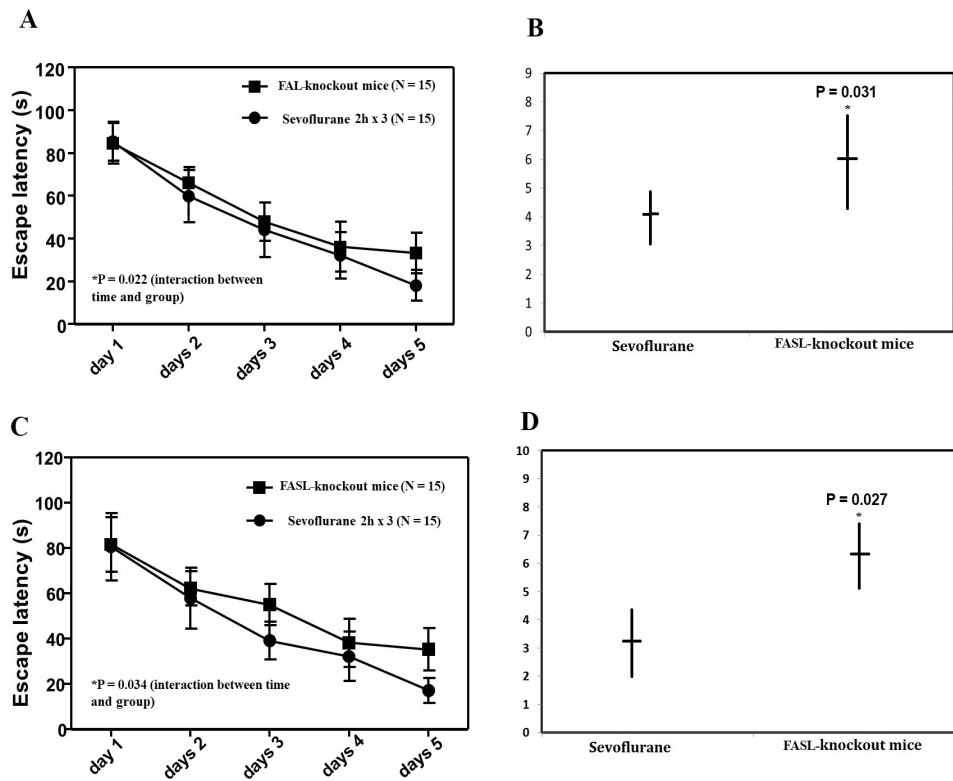 A
Escape latency (s)
120
100
80
60
40
20
0
FAL-knockout mice (N = 15)
Sevoflurane 2h x 3 (N = 15)
*P = 0.022 (interaction between
time and group)
day 1
days 2
days 3
days 4
days 5
B
9
8
7
6
5
4
3
2
1
0
P = 0.031
*
Sevoflurane
FASL-knockout mice
C
Escape latency (s)
120
100
80
60
40
20
0
FASL-knockout mice (N = 15)
Sevoflurane 2h x 3 (N = 15)
*P = 0.034 (interaction between time
and group)
day 1
days 2
days 3
days 4
days 5
D
10
9
8
7
6
5
4
3
2
1
0
P = 0.027
*
Sevoflurane
FASL-knockout mice